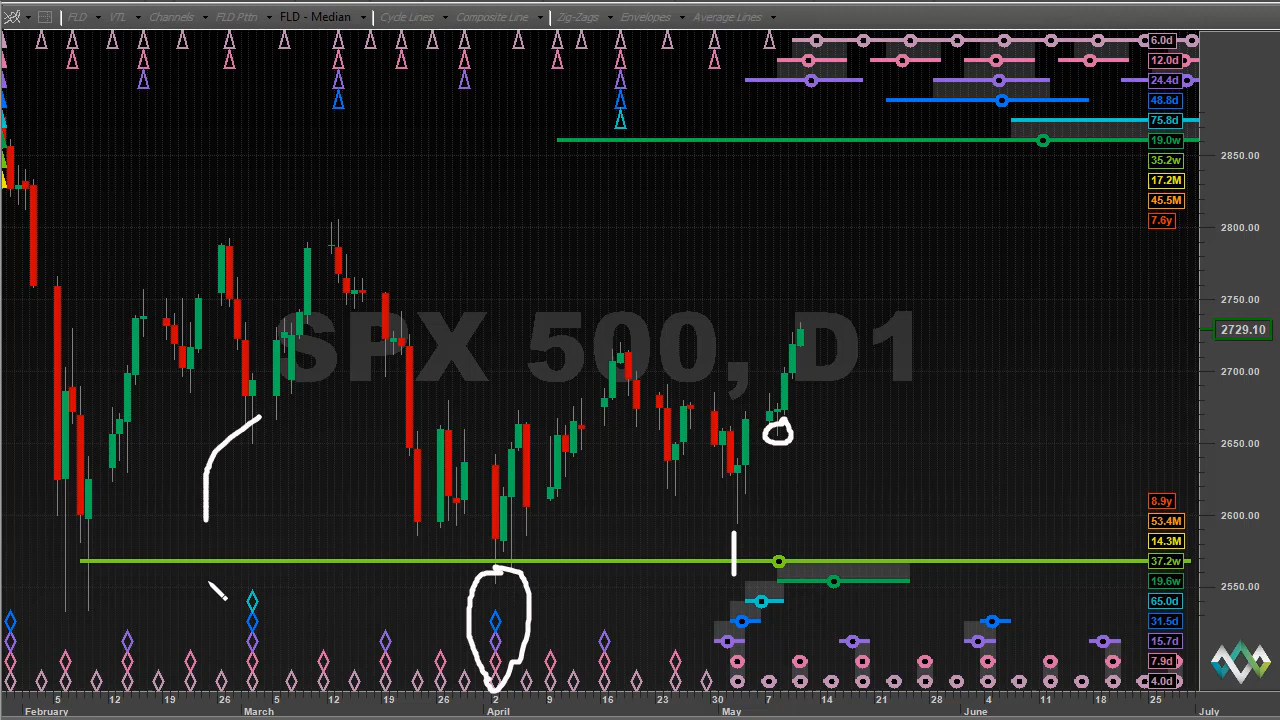 FLD VTL Channels FLD Pttn FLD - Median Cycle Lines Composite Line Zig-Zags Envelopes Average Lines
6.0d
12.0d
24.4d
48.8d
75.8d
19.0w
35.2w
17.2M
45.5M
7.6y
2850.00
2800.00
2750.00
2729.10
2700.00
2650.00
2600.00
2550.00
SPX 500, D1
8.9y
53.4M
14.3M
37.2w
19.6w
65.0d
31.5d
15.7d
7.9d
4.0d
5 12 19 26 5 12 19 26 2 9 16 23 30 7 14 21 28 4 11 18 25
February March April May June July